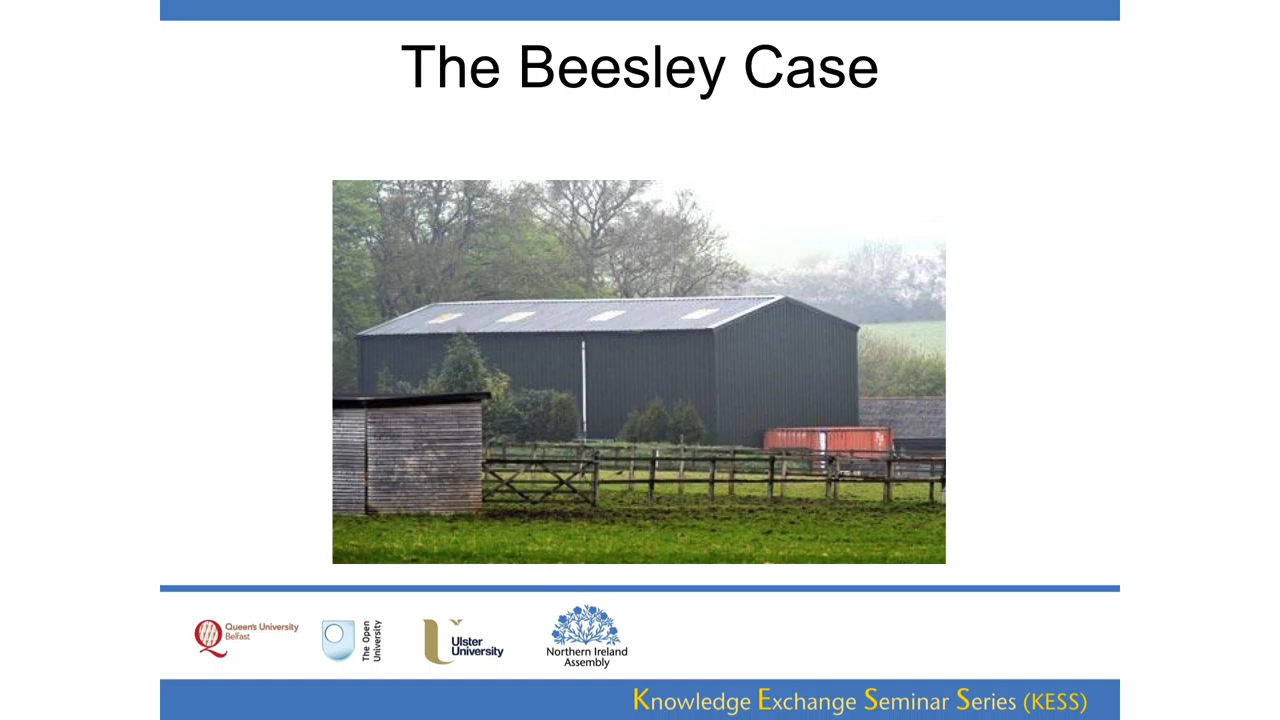 The Beesley Case
Queen's University
Belfast
The Open
University
Ulster
University
Northern Ireland
Assembly
Knowledge Exchange Seminar Series (KESS)